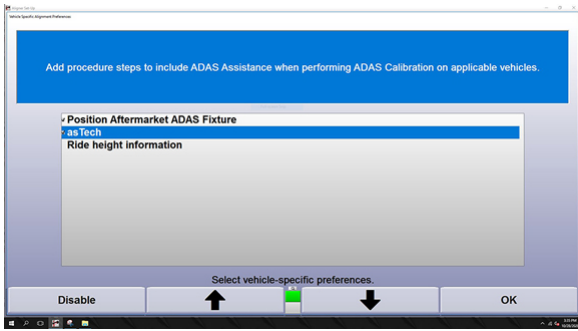 Vehicle Specific Alignment Preferences
Add procedure steps to include ADAS Assistance when performing ADAS Calibration on applicable vehicles.
Position Aftermarket ADAS Fixture
asTech
Ride height information
Select vehicle-specific preferences.
Disable
OK